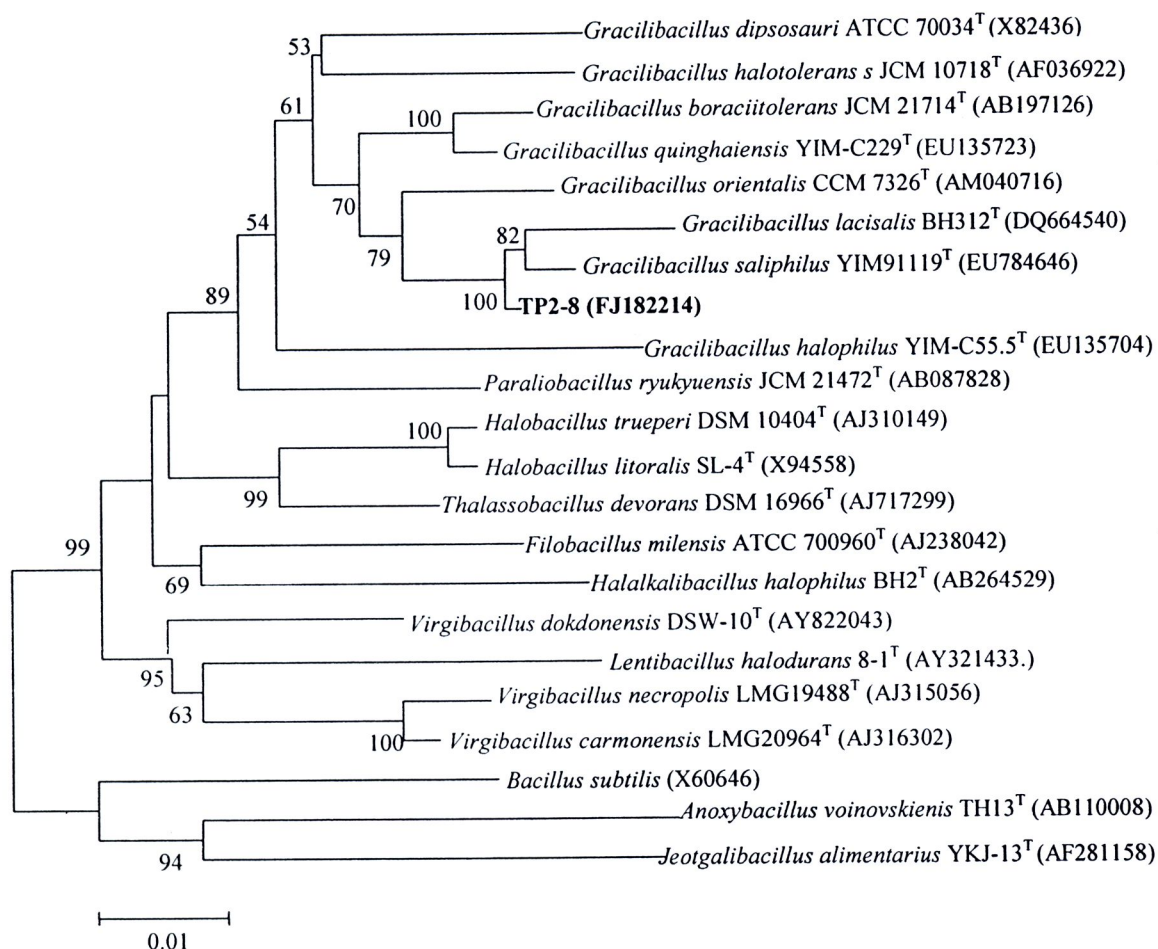 Gracilibacillus dipsosauri ATCC 70034T (X82436)
53
Gracilibacillus halotolerans s JCM 10718T (AF036922)
61
Gracilibacillus boraciitolerans JCM 21714T (AB197126)
100
Gracilibacillus quinghaiensis YIM-C229T (EU135723)
Gracilibacillus orientalis CCM 7326T (AM040716)
70
54
Gracilibacillus lacisalis BH312T (DQ664540)
82
79
Gracilibacillus saliphilus YIM91119T (EU784646)
89
100
TP2-8 (FJ182214)
Gracilibacillus halophilus YIM-C55.5T (EU135704)
Paraliobacillus ryukyuensis JCM 21472T (AB087828)
Halobacillus trueperi DSM 10404T (AJ310149)
100
Halobacillus litoralis SL-4T (X94558)
99
Thalassobacillus devorans DSM 16966T (AJ717299)
99
Filobacillus milensis ATCC 700960T (AJ238042)
69
Halalkalibacillus halophilus BH2T (AB264529)
Virgibacillus dokdonensis DSW-10T (AY822043)
Lentibacillus halodurans 8-1T (AY321433.)
95
Virgibacillus necropolis LMG19488T (AJ315056)
63
100
Virgibacillus carmonensis LMG20964T (AJ316302)
Bacillus subtilis (X60646)
Anoxybacillus voinovskienis TH13T (AB110008)
94
Jeotgalibacillus alimentarius YKJ-13T (AF281158)
0.01